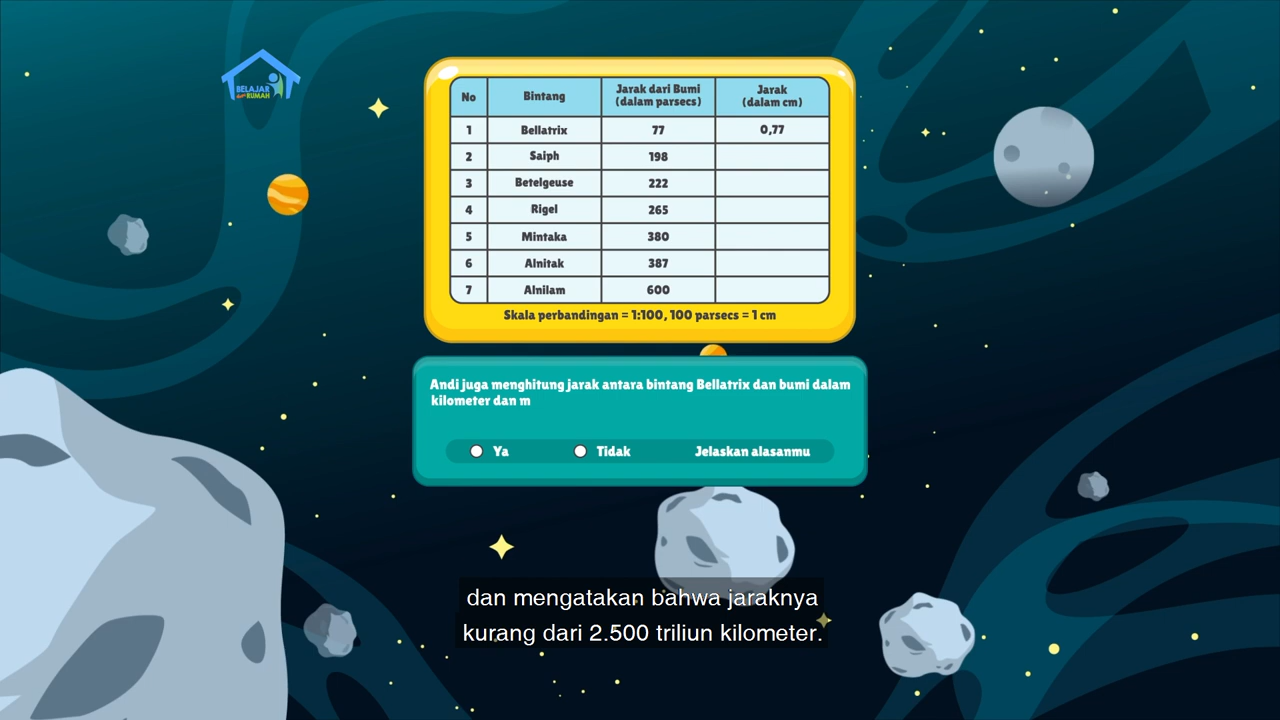 BELAJAR
dari RUMAH
No Bintang Jarak dari Bumi (dalam parsecs) Jarak (dalam cm)
1 Bellatrix 77 0,77
2 Saiph 198
3 Betelgeuse 222
4 Rigel 265
5 Mintaka 380
6 Alnitak 387
7 Alnilam 600
Skala perbandingan = 1:100, 100 parsecs = 1 cm
Andi juga menghitung jarak antara bintang Bellatrix dan bumi dalam
kilometer dan m
Ya Tidak Jelaskan alasanmu
dan mengatakan bahwa jaraknya
kurang dari 2.500 triliun kilometer.